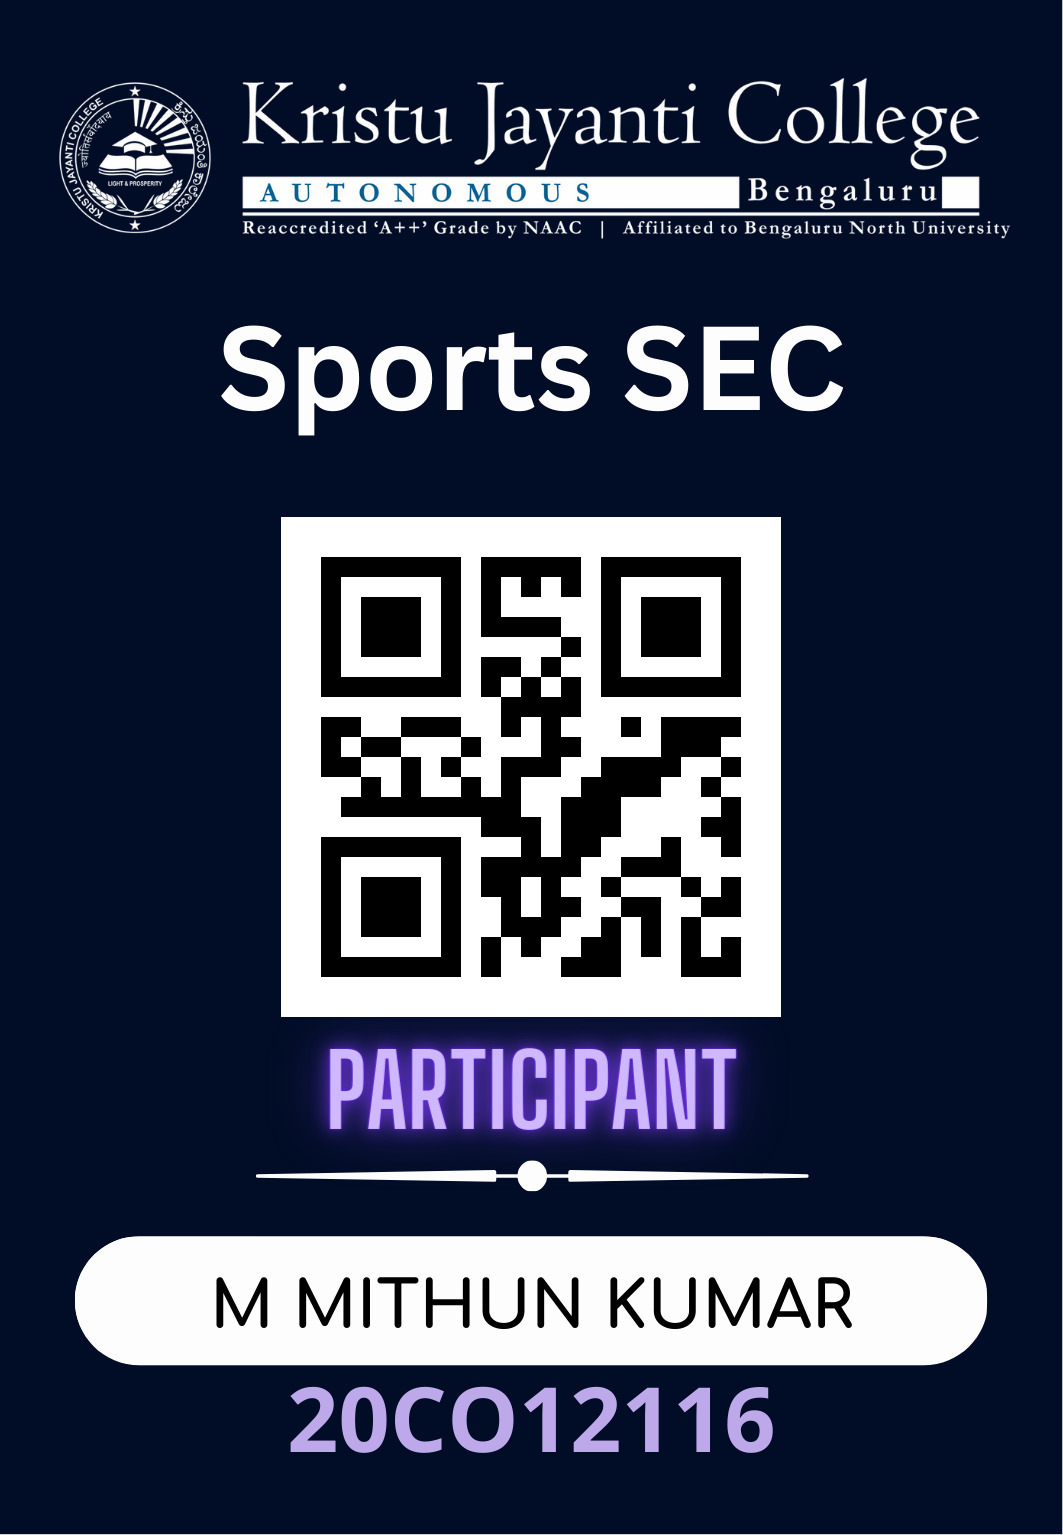 KRISTU JAYANTI COLLEGE
ಕ್ರಿಸ್ತು ಜಯಂತಿ ಕಾಲೇಜು
LIGHT & PROSPERITY
Kristu Jayanti College
AUTONOMOUS Bengaluru
Reaccredited ‘A++’ Grade by NAAC | Affiliated to Bengaluru North University
Sports SEC
PARTICIPANT
M MITHUN KUMAR
20CO12116